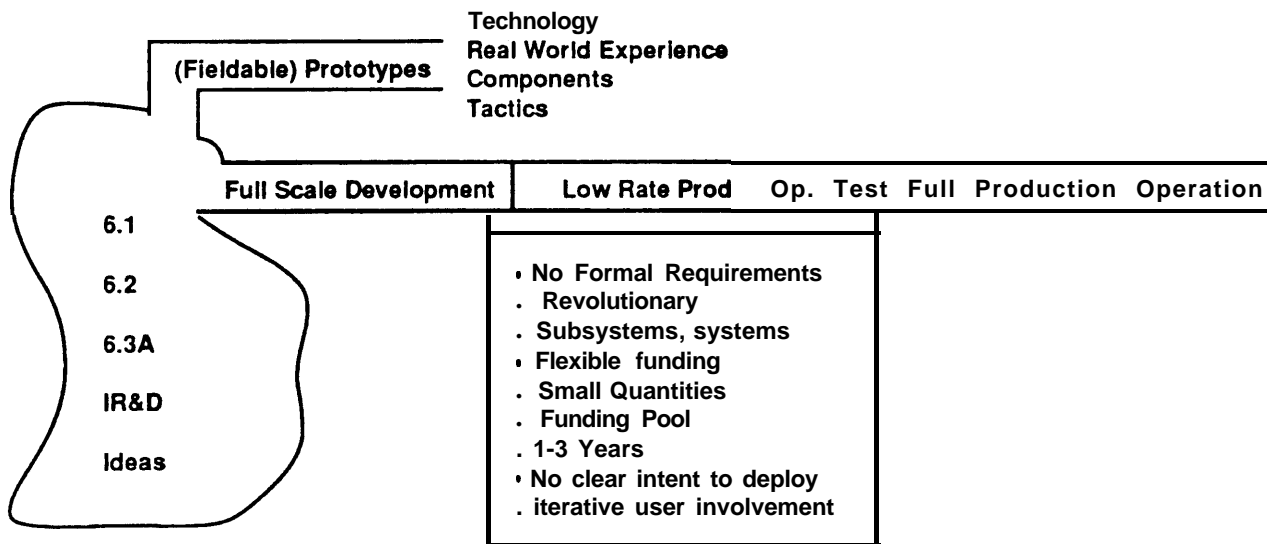 Technology
Real World Experience
(Fieldable) Prototypes
Components
Tactics
Full Scale Development Low Rate Prod Op. Test Full Production Operation
6.1
6.2
6.3A
IR&D
Ideas
• No Formal Requirements
. Revolutionary
. Subsystems, systems
• Flexible funding
. Small Quantities
. Funding Pool
. 1-3 Years
• No clear intent to deploy
. iterative user involvement